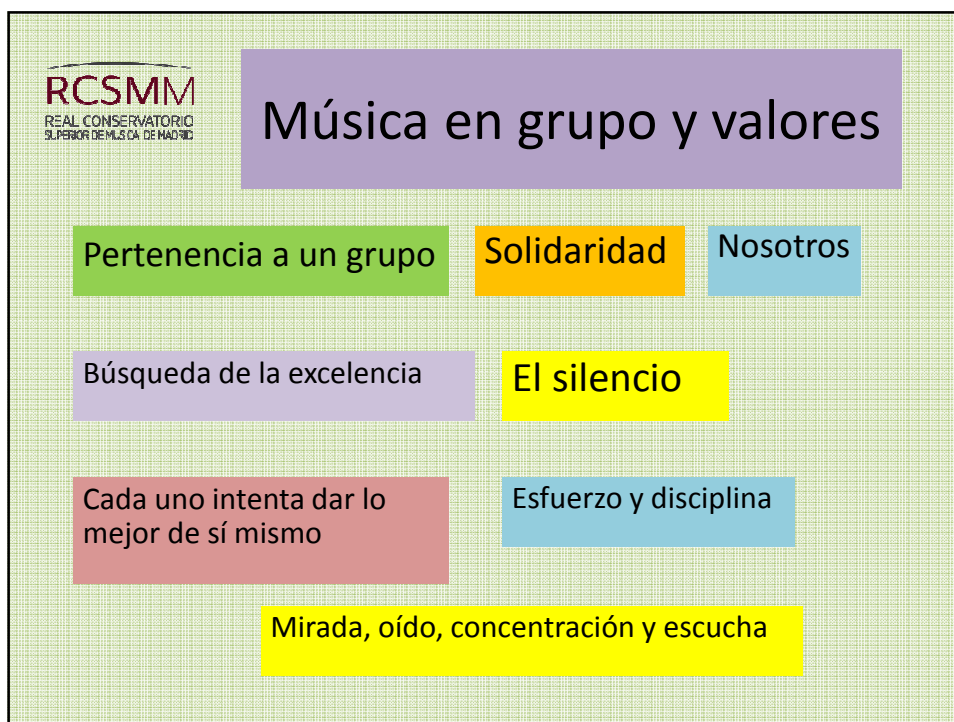 RCSMM
REAL CONSERVATORIO
SUPERIOR DE MÚSICA DE MADRID
Música en grupo y valores
Pertenencia a un grupo
Solidaridad
Nosotros
Búsqueda de la excelencia
El silencio
Cada uno intenta dar lo
mejor de sí mismo
Esfuerzo y disciplina
Mirada, oído, concentración y escucha